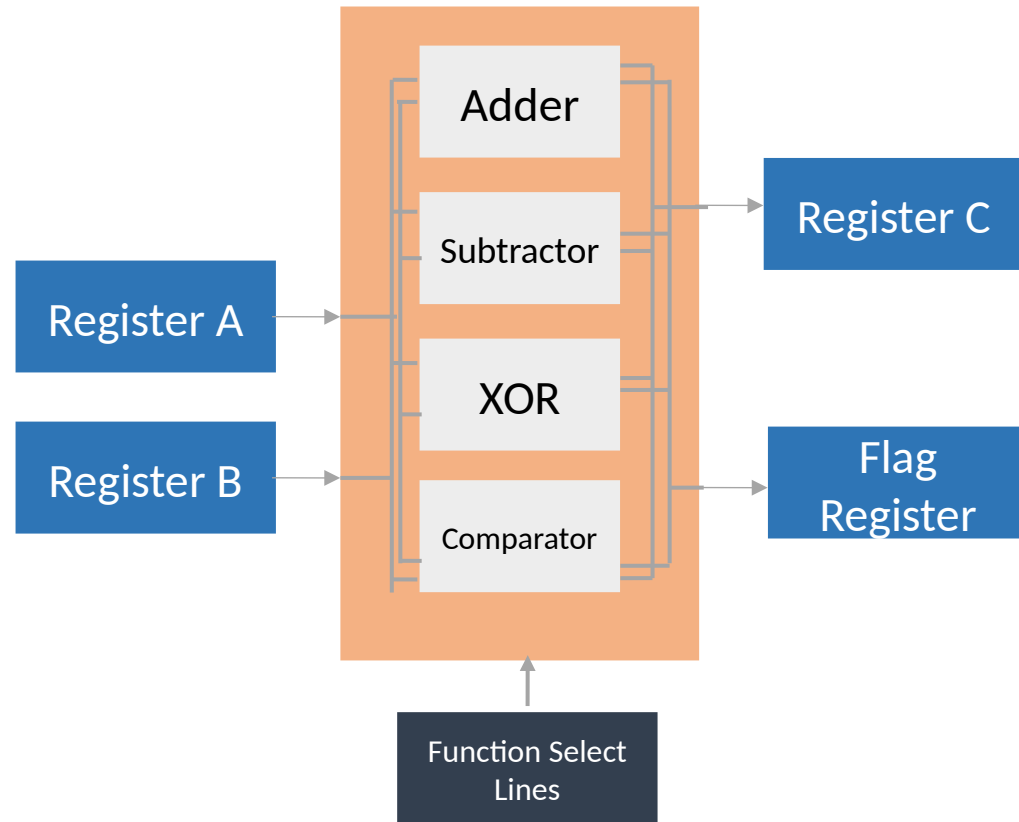 Adder
Subtractor
XOR
Comparator
Register A
Register B
Register C
Flag
Register
Function Select
Lines